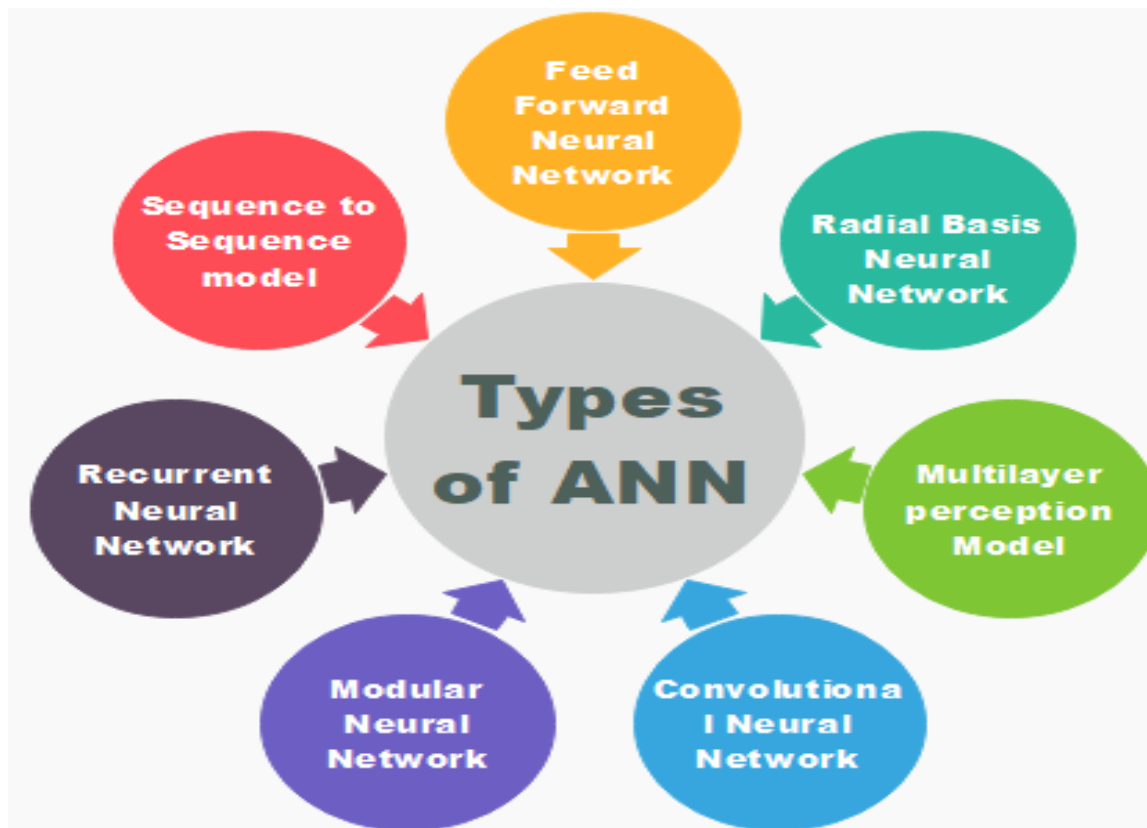 Feed
Forward
Neural
Network
Radial Basis
Neural
Network
Multilayer
perception
Model
Convolutiona
l Neural
Network
Modular
Neural
Network
Recurrent
Neural
Network
Sequence to
Sequence
model
Types
of ANN